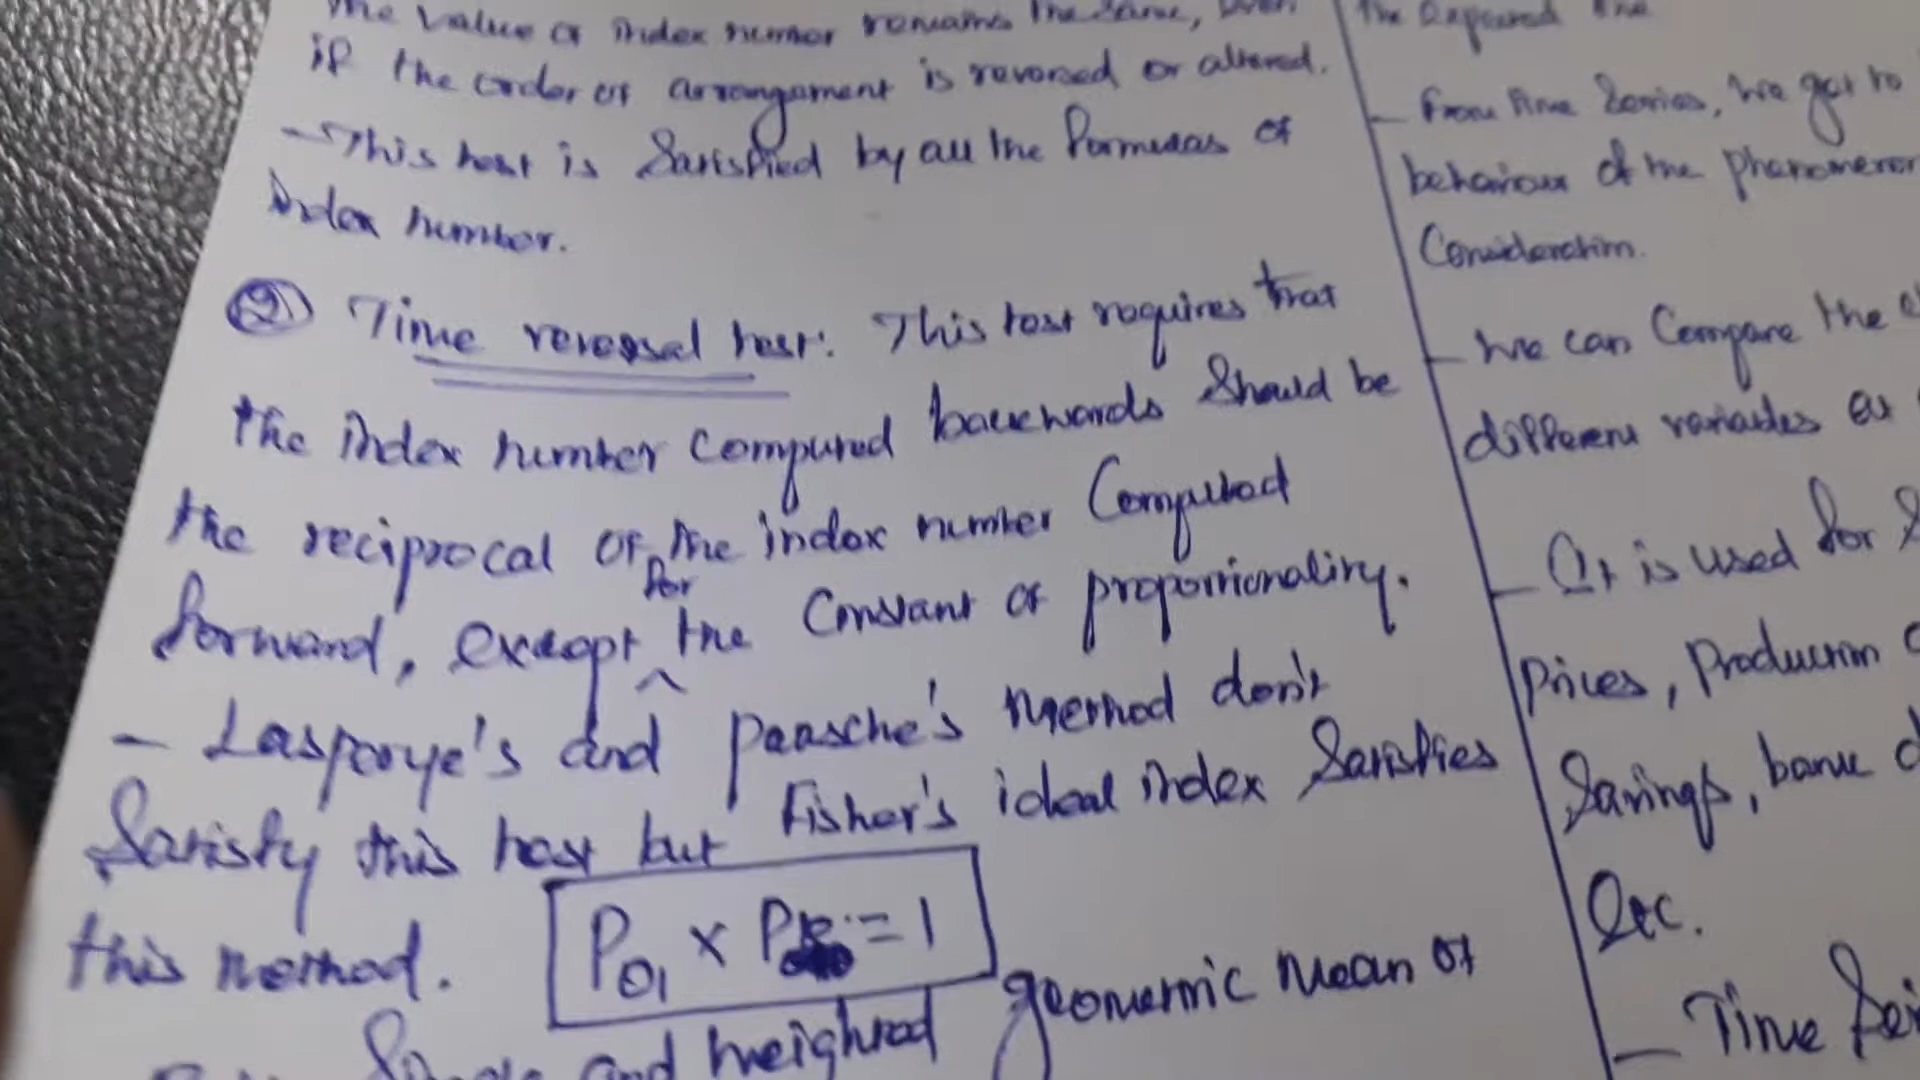 the value of index number remains the same, even
if the order of arrangement is reversed or altered.
- This test is Satisfied by all the formulas of
index number.
② Time reversal test: This test requires that
the index number computed backwards Should be
the reciprocal of the index number Computed
forward, except for the Constant of proportionality.
- Laspeyre's and paasche's method don't
Satisfy this test but Fisher's ideal index Satisfies
this method.
P01 × P = 1
and weighted geometric mean of
the
- From time Series, we get to
behaviour of the phenomenon
Consideration.
- we can Compare the
different variables at
- It is used for
Prices, Production
Savings, bank
etc.
- Time